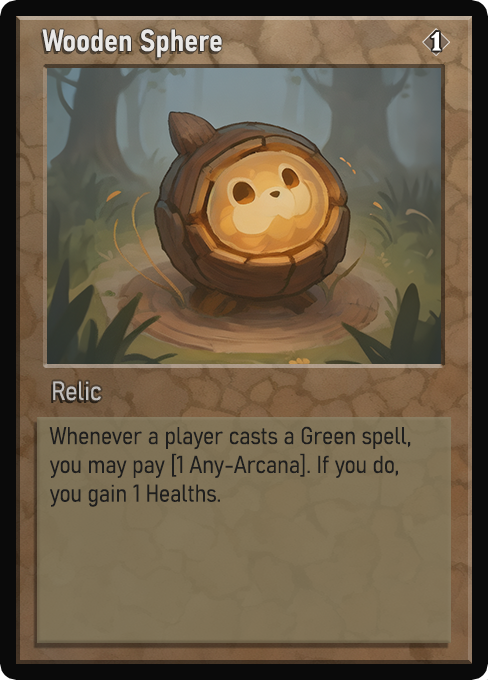 Wooden Sphere
1
Relic
Whenever a player casts a Green spell,
you may pay [1 Any-Arcana]. If you do,
you gain 1 Healths.